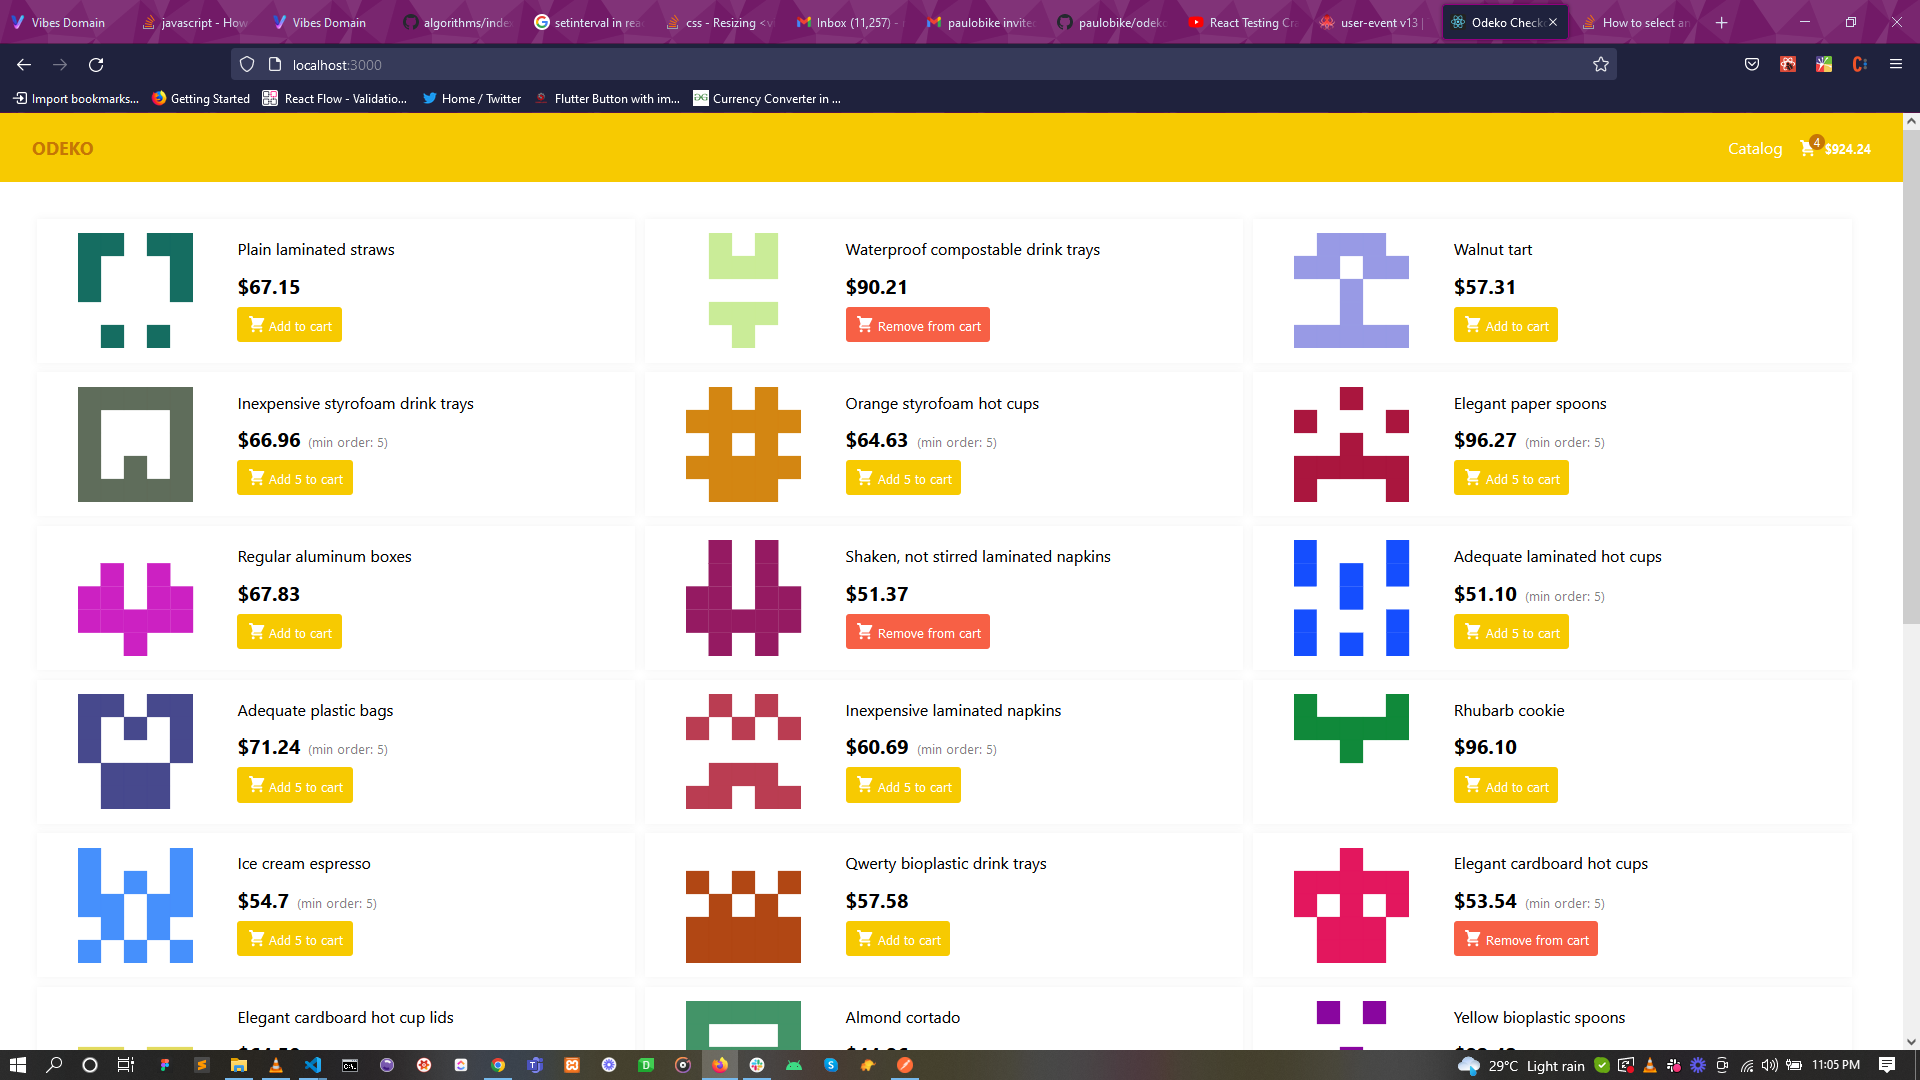 Vibes Domain
javascript - How
Vibes Domain
algorithms/index
setinterval in rea
css - Resizing <v
Inbox (11,257) -
paulobike invite
paulobike/odeko
React Testing Cra
user-event v13 |
Odeko Checko
How to select an
localhost:3000
Import bookmarks...
Getting Started
React Flow - Validatio...
Home / Twitter
Flutter Button with im...
Currency Converter in ...
ODEKO
Catalog
4
$924.24
Plain laminated straws
$67.15
Add to cart
Waterproof compostable drink trays
$90.21
Remove from cart
Walnut tart
$57.31
Add to cart
Inexpensive styrofoam drink trays
$66.96 (min order: 5)
Add 5 to cart
Orange styrofoam hot cups
$64.63 (min order: 5)
Add 5 to cart
Elegant paper spoons
$96.27 (min order: 5)
Add 5 to cart
Regular aluminum boxes
$67.83
Add to cart
Shaken, not stirred laminated napkins
$51.37
Remove from cart
Adequate laminated hot cups
$51.10 (min order: 5)
Add 5 to cart
Adequate plastic bags
$71.24 (min order: 5)
Add 5 to cart
Inexpensive laminated napkins
$60.69 (min order: 5)
Add 5 to cart
Rhubarb cookie
$96.10
Add to cart
Ice cream espresso
$54.7 (min order: 5)
Add 5 to cart
Qwerty bioplastic drink trays
$57.58
Add to cart
Elegant cardboard hot cups
$53.54 (min order: 5)
Remove from cart
Elegant cardboard hot cup lids
Almond cortado
Yellow bioplastic spoons
29°C Light rain
11:05 PM